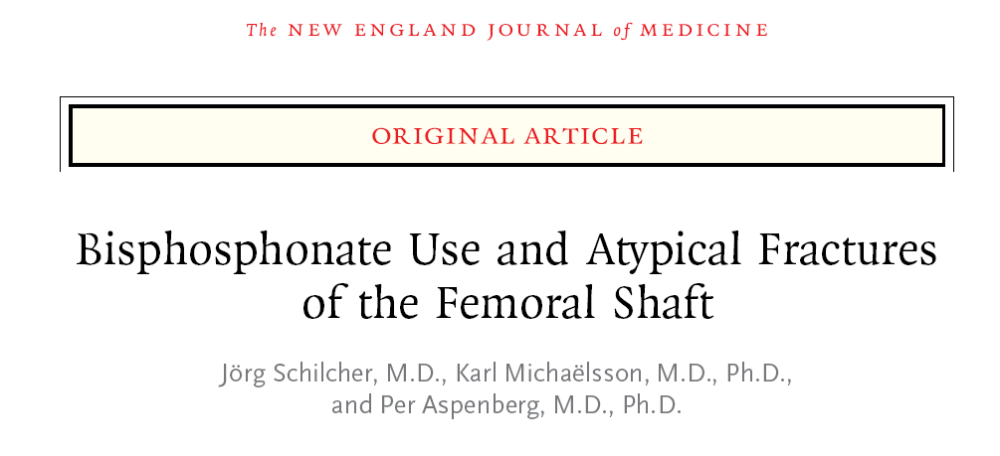 The NEW ENGLAND JOURNAL of MEDICINE
ORIGINAL ARTICLE
Bisphosphonate Use and Atypical Fractures
of the Femoral Shaft
Jörg Schilcher, M.D., Karl Michaëlsson, M.D., Ph.D.,
and Per Aspenberg, M.D., Ph.D.